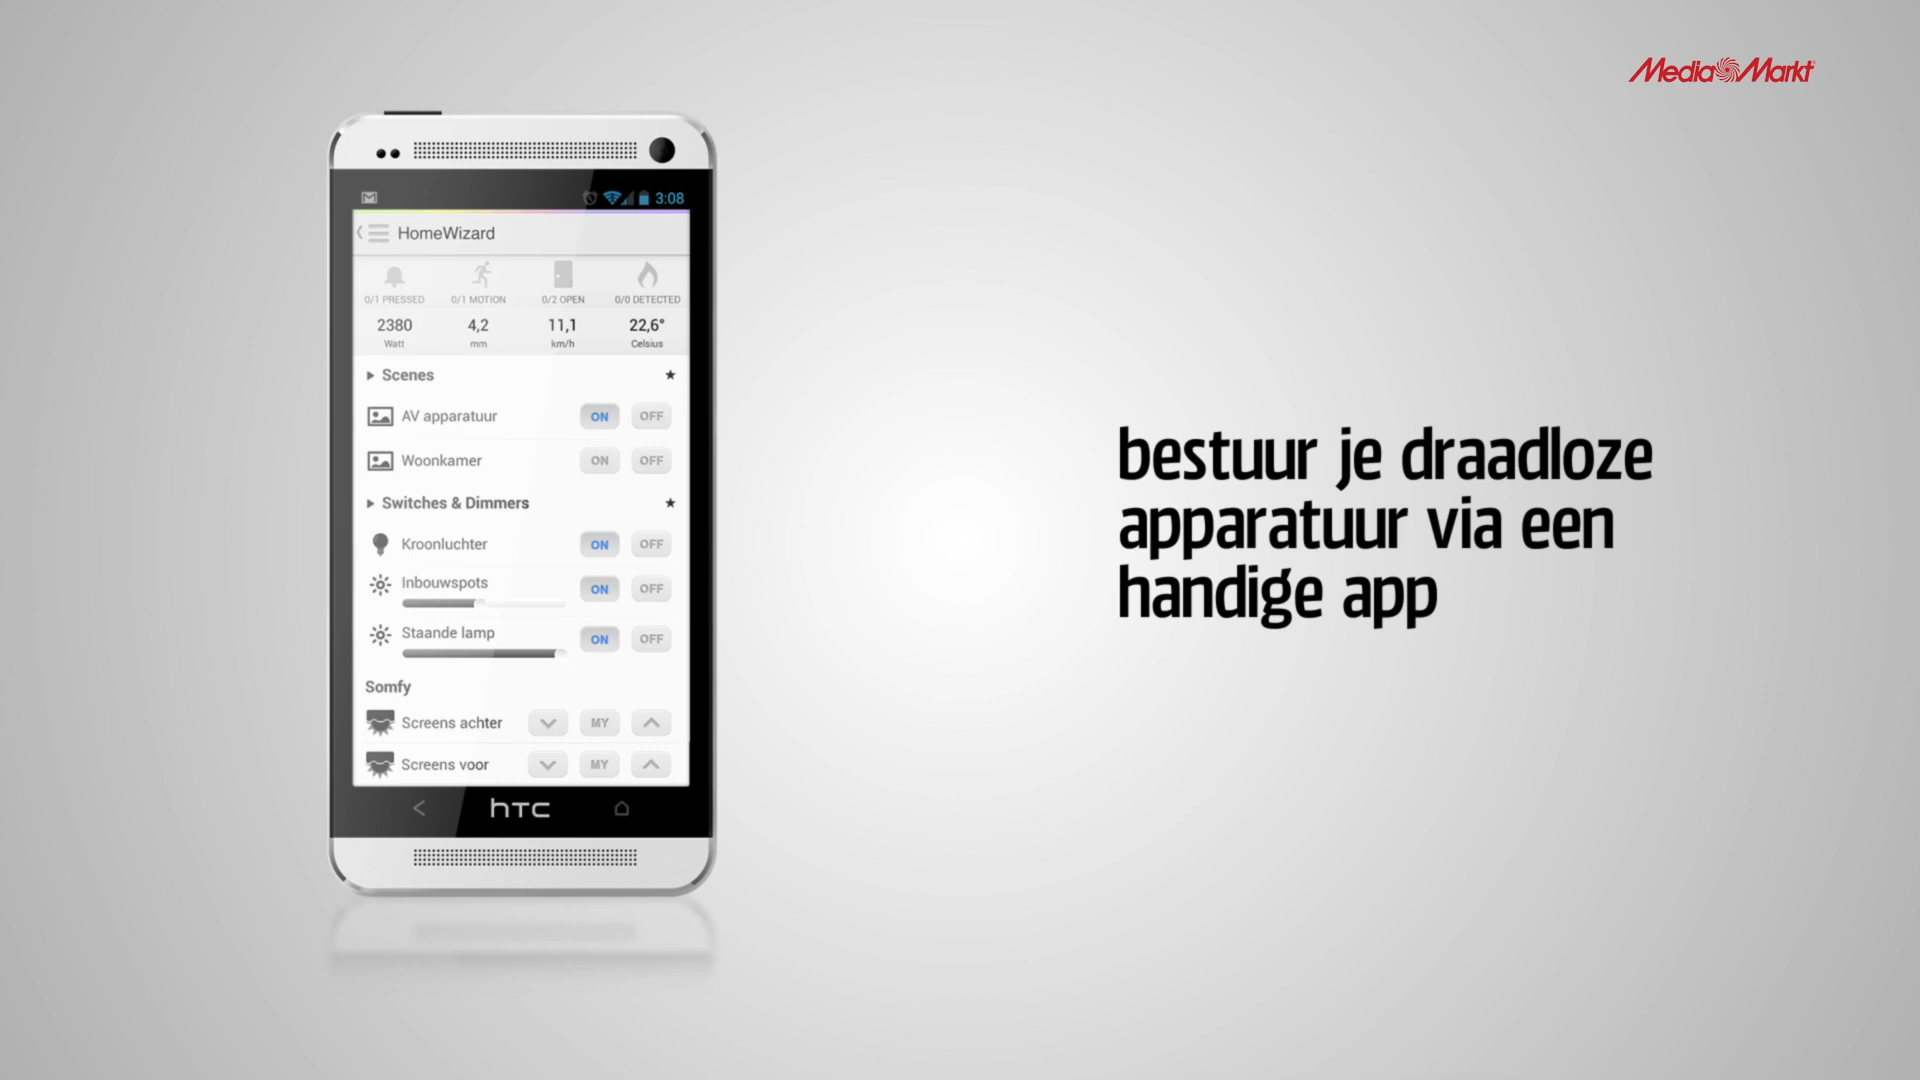 MediaMarkt
3:08
HomeWizard
0/1 PRESSED 0/1 MOTION 0/2 OPEN 0/0 DETECTED
2380 4,2 11,1 22,6°
Watt mm km/h Celsius
Scenes
AV apparatuur ON OFF
Woonkamer ON OFF
Switches & Dimmers
Kroonluchter ON OFF
Inbouwspots ON OFF
Staande lamp ON OFF
Somfy
Screens achter MY
Screens voor MY
hTC
bestuur je draadloze
apparatuur via een
handige app